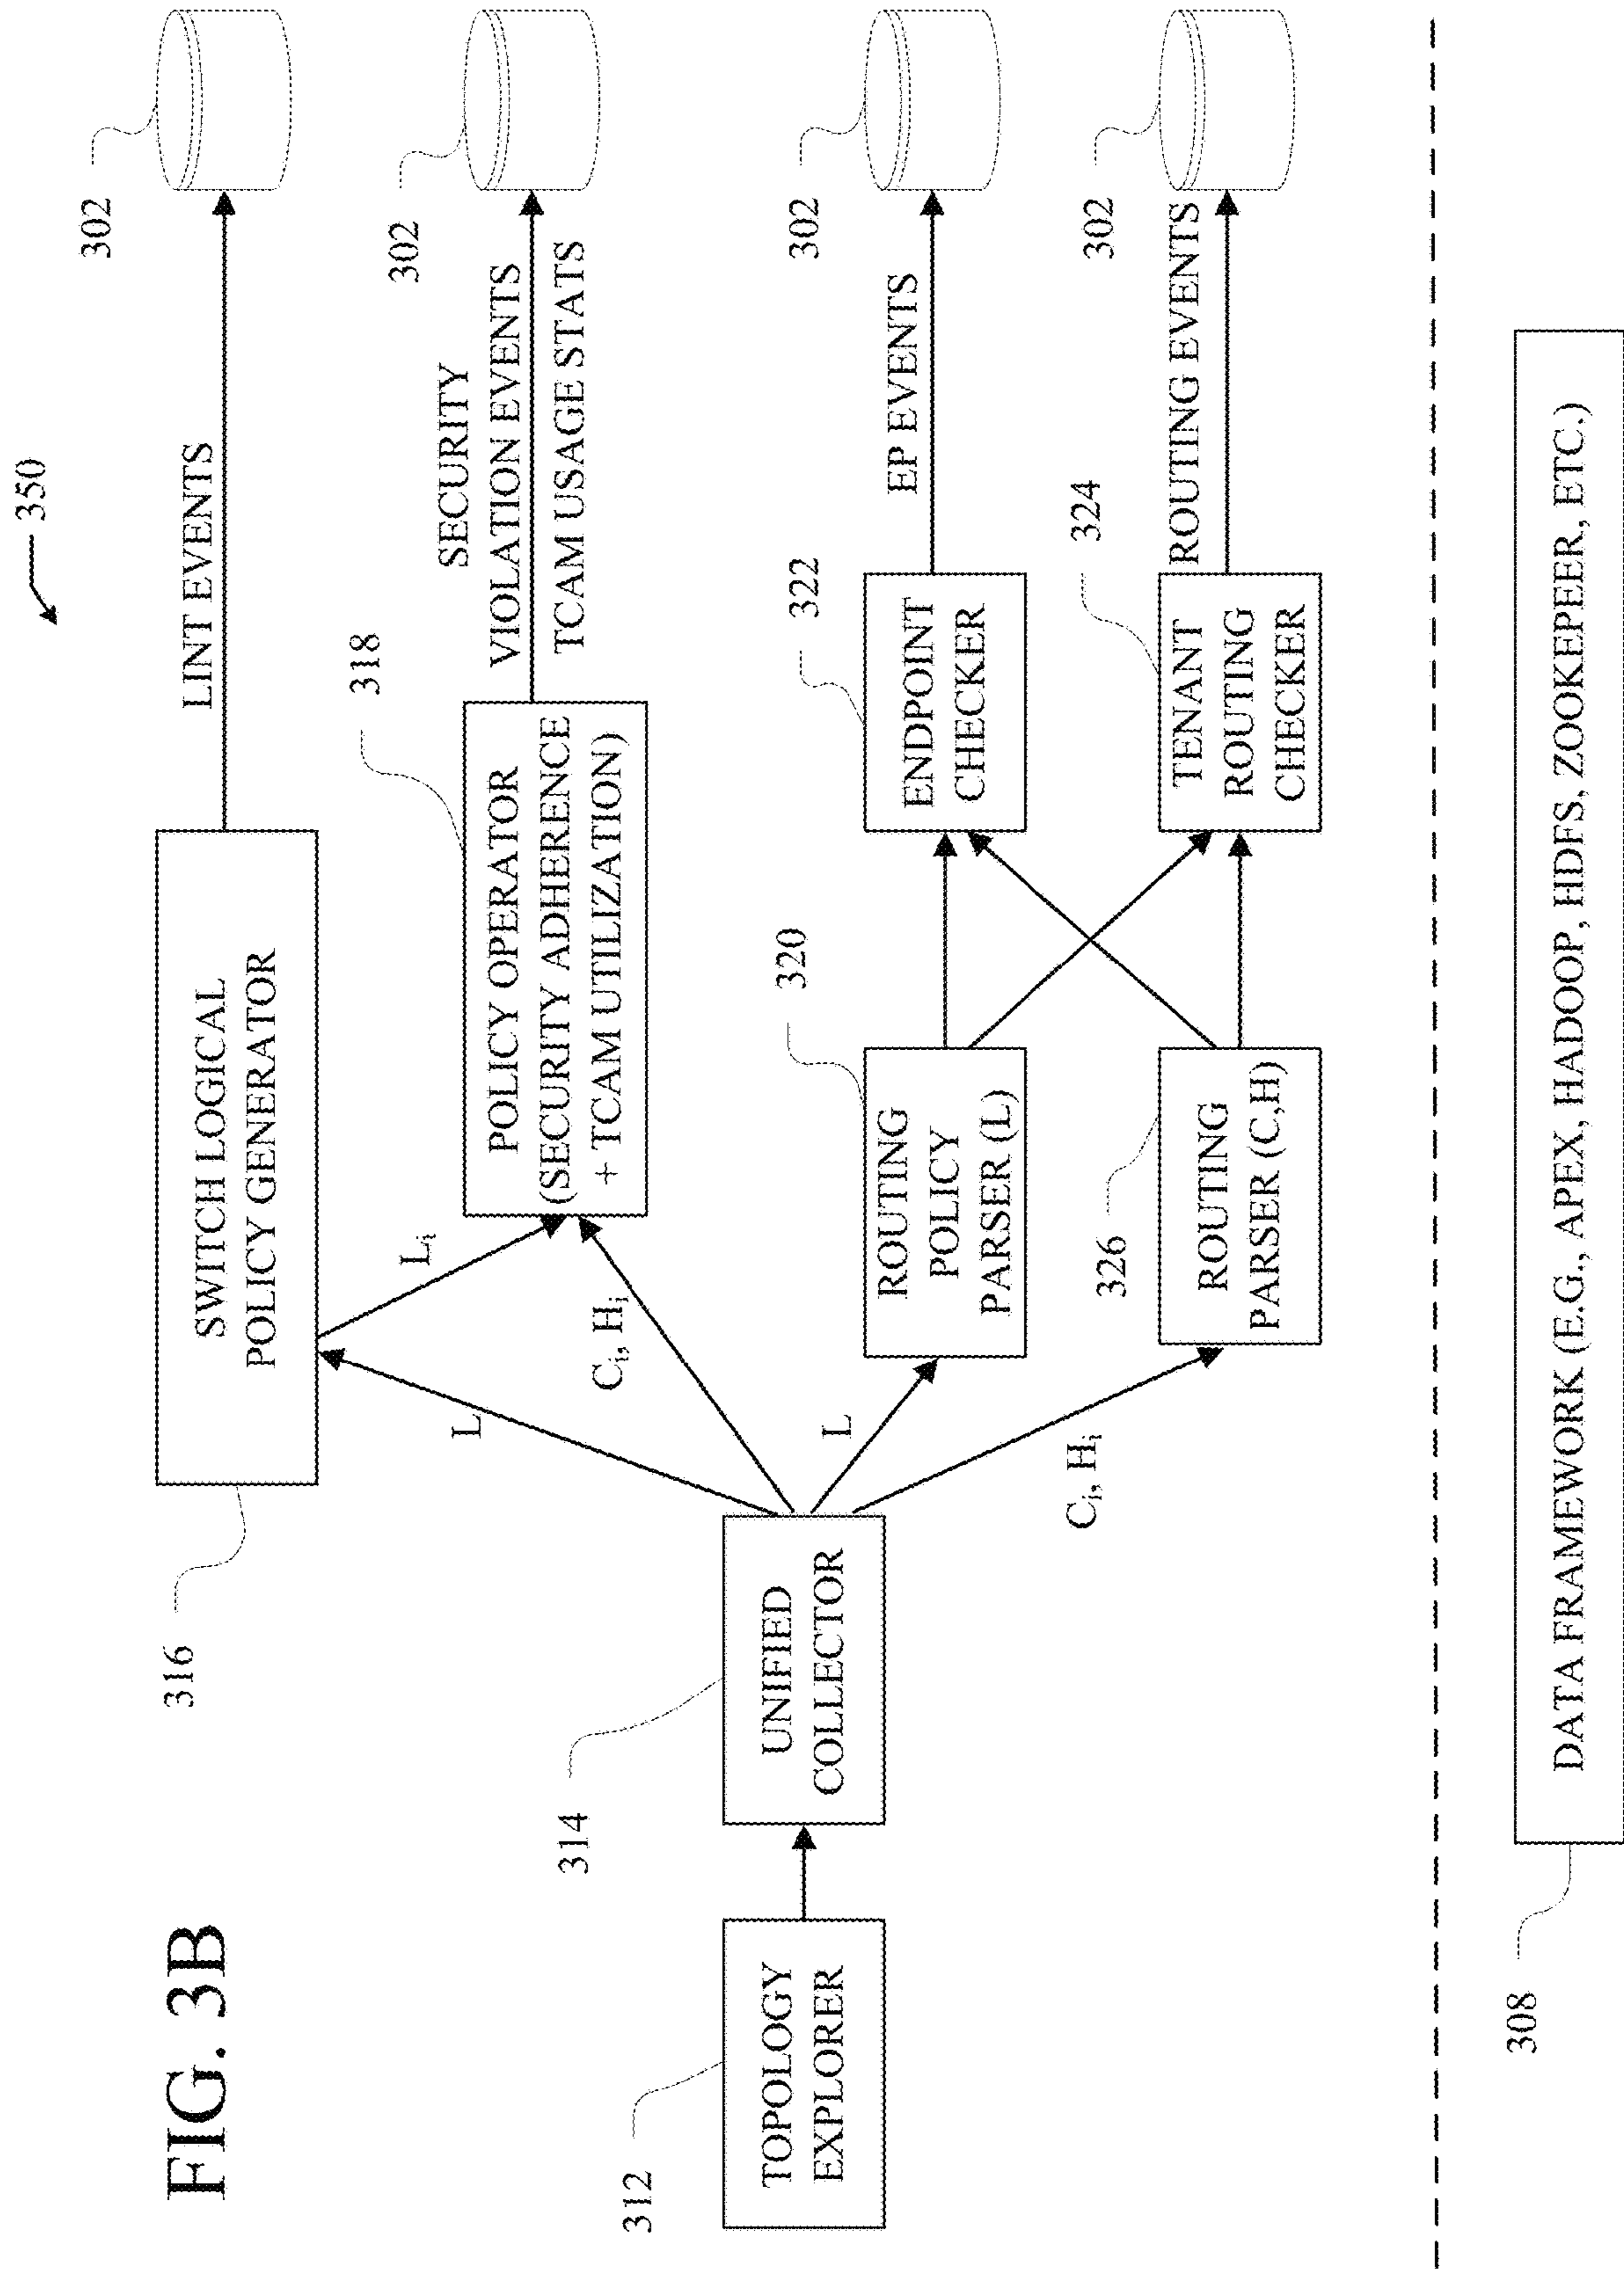 FIG. 3B
350
302
LINT EVENTS
SWITCH LOGICAL
POLICY GENERATOR
316
302
SECURITY
VIOLATION EVENTS
TCAM USAGE STATS
318
POLICY OPERATOR
(SECURITY ADHERENCE
+ TCAM UTILIZATION)
L
Lᵢ
Cᵢ, Hᵢ
312
TOPOLOGY
EXPLORER
314
UNIFIED
COLLECTOR
L
Cᵢ, Hᵢ
320
ROUTING
POLICY
PARSER (L)
322
ENDPOINT
CHECKER
EP EVENTS
302
326
ROUTING
PARSER (C,H)
324
TENANT
ROUTING
CHECKER
ROUTING EVENTS
302
308
DATA FRAMEWORK (E.G., APEX, HADOOP, HDFS, ZOOKEPEER, ETC.)